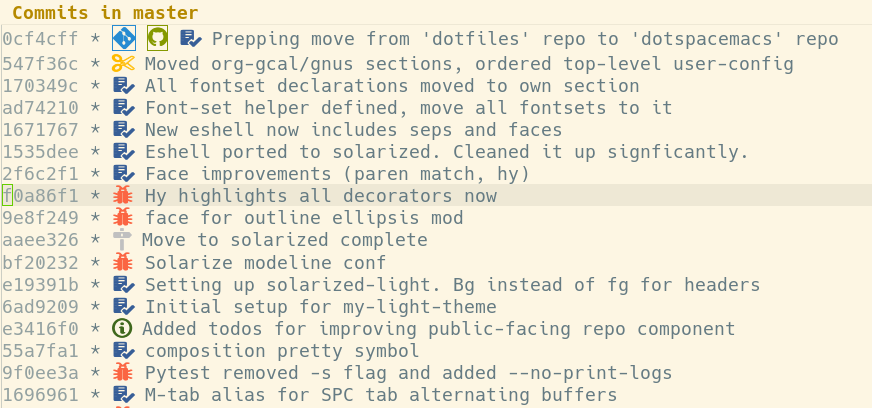 Commits in master
0cf4cff * Prepping move from 'dotfiles' repo to 'dotspacemacs' repo
547f36c * Moved org-gcal/gnus sections, ordered top-level user-config
170349c * All fontset declarations moved to own section
ad74210 * Font-set helper defined, move all fontsets to it
1671767 * New eshell now includes seps and faces
1535dee * Eshell ported to solarized. Cleaned it up signficantly.
2f6c2f1 * Face improvements (paren match, hy)
f0a86f1 * Hy highlights all decorators now
9e8f249 * face for outline ellipsis mod
aaee326 * Move to solarized complete
bf20232 * Solarize modeline conf
e19391b * Setting up solarized-light. Bg instead of fg for headers
6ad9209 * Initial setup for my-light-theme
e3416f0 * Added todos for improving public-facing repo component
55a7fa1 * composition pretty symbol
9f0ee3a * Pytest removed -s flag and added --no-print-logs
1696961 * M-tab alias for SPC tab alternating buffers